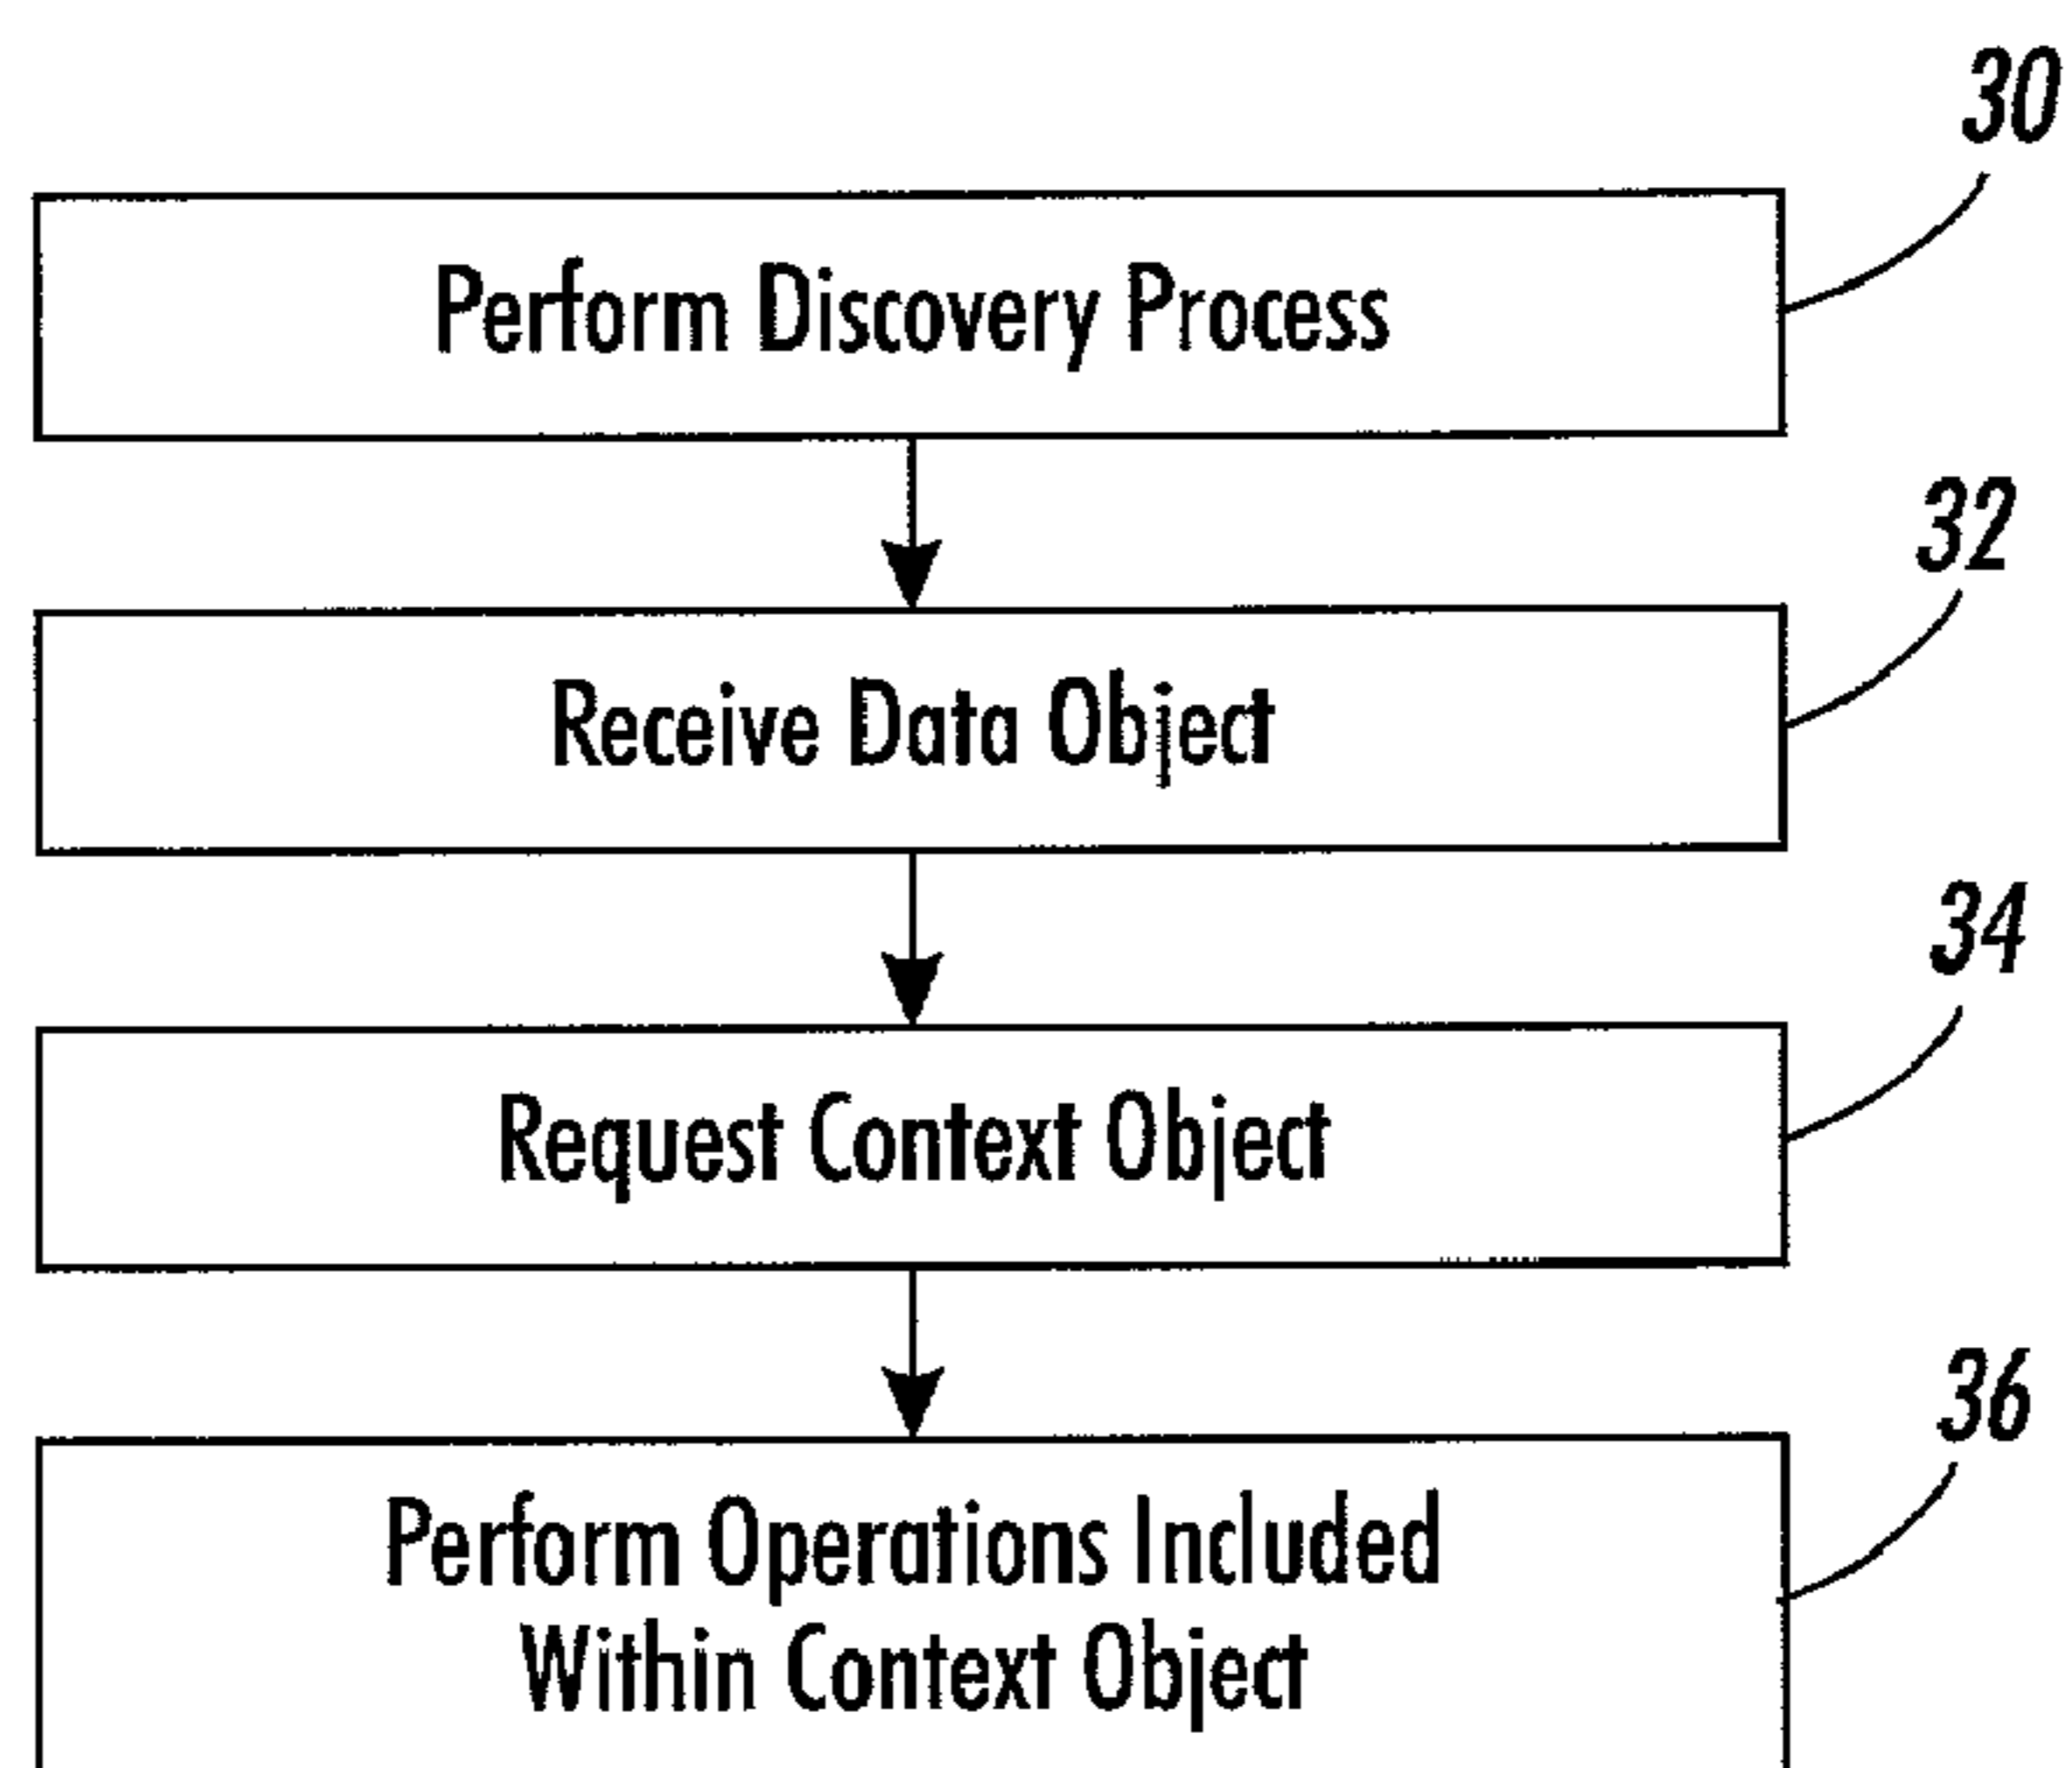 30
Perform Discovery Process
32
Receive Data Object
34
Request Context Object
36
Perform Operations Included
Within Context Object